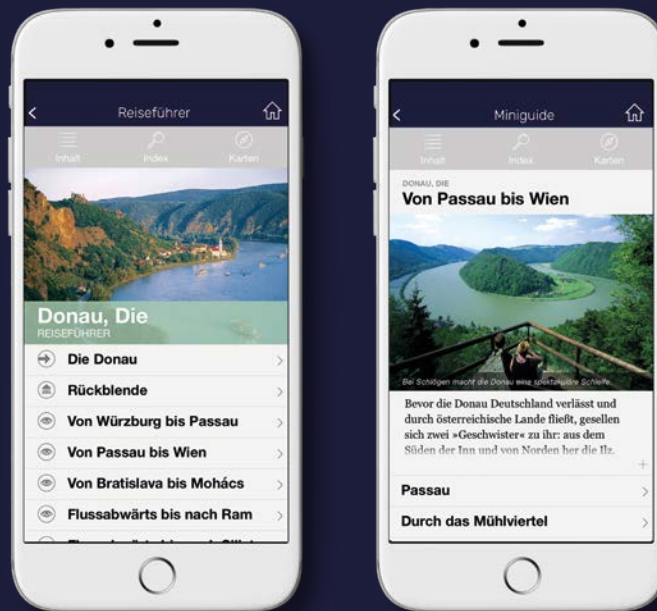 Reiseführer
Inhalt
Index
Karten
Donau, Die
REISEFÜHRER
Die Donau
Rückblende
Von Würzburg bis Passau
Von Passau bis Wien
Von Bratislava bis Mohács
Flussabwärts bis nach Ram
Miniguide
Inhalt
Index
Karten
DONAU, DIE
Von Passau bis Wien
Bei Schlögen macht die Donau eine spektakuläre Schleife.
Bevor die Donau Deutschland verlässt und
durch österreichische Lande fließt, gesellen
sich zwei »Geschwister« zu ihr: aus dem
Süden der Inn und von Norden her die Ilz.
Passau
Durch das Mühlviertel